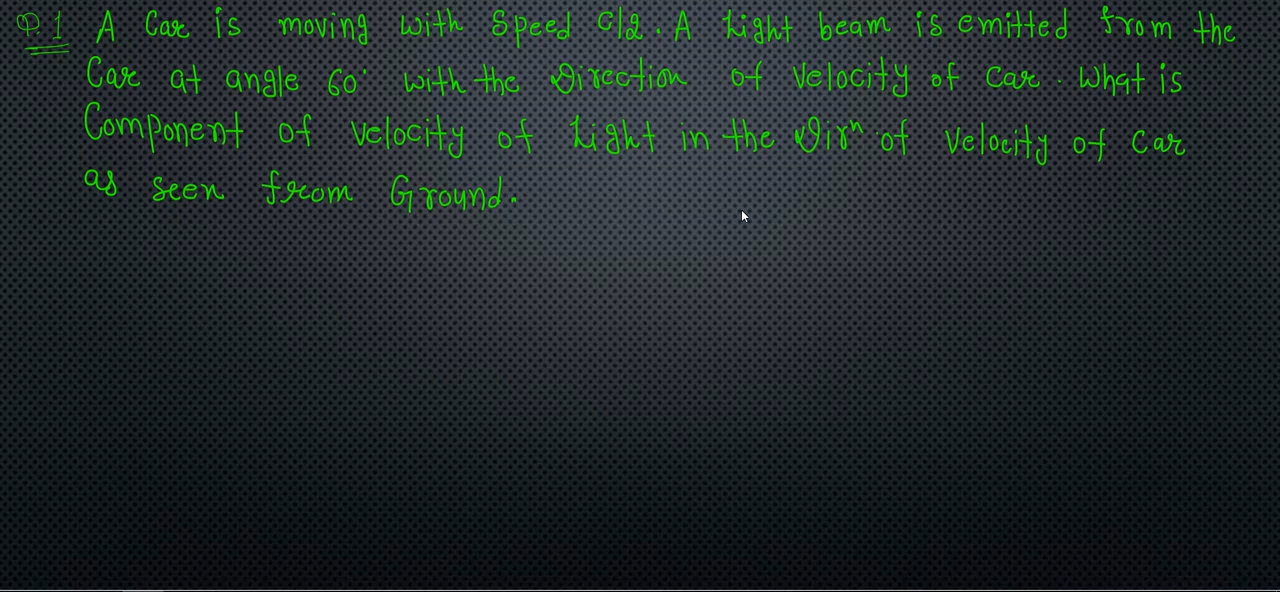 Q.1 A Car is moving with Speed c/2. A Light beam is emitted from the
Car at angle 60° with the Direction of velocity of car. What is
Component of velocity of Light in the Dirⁿ of velocity of Car
as seen from Ground.